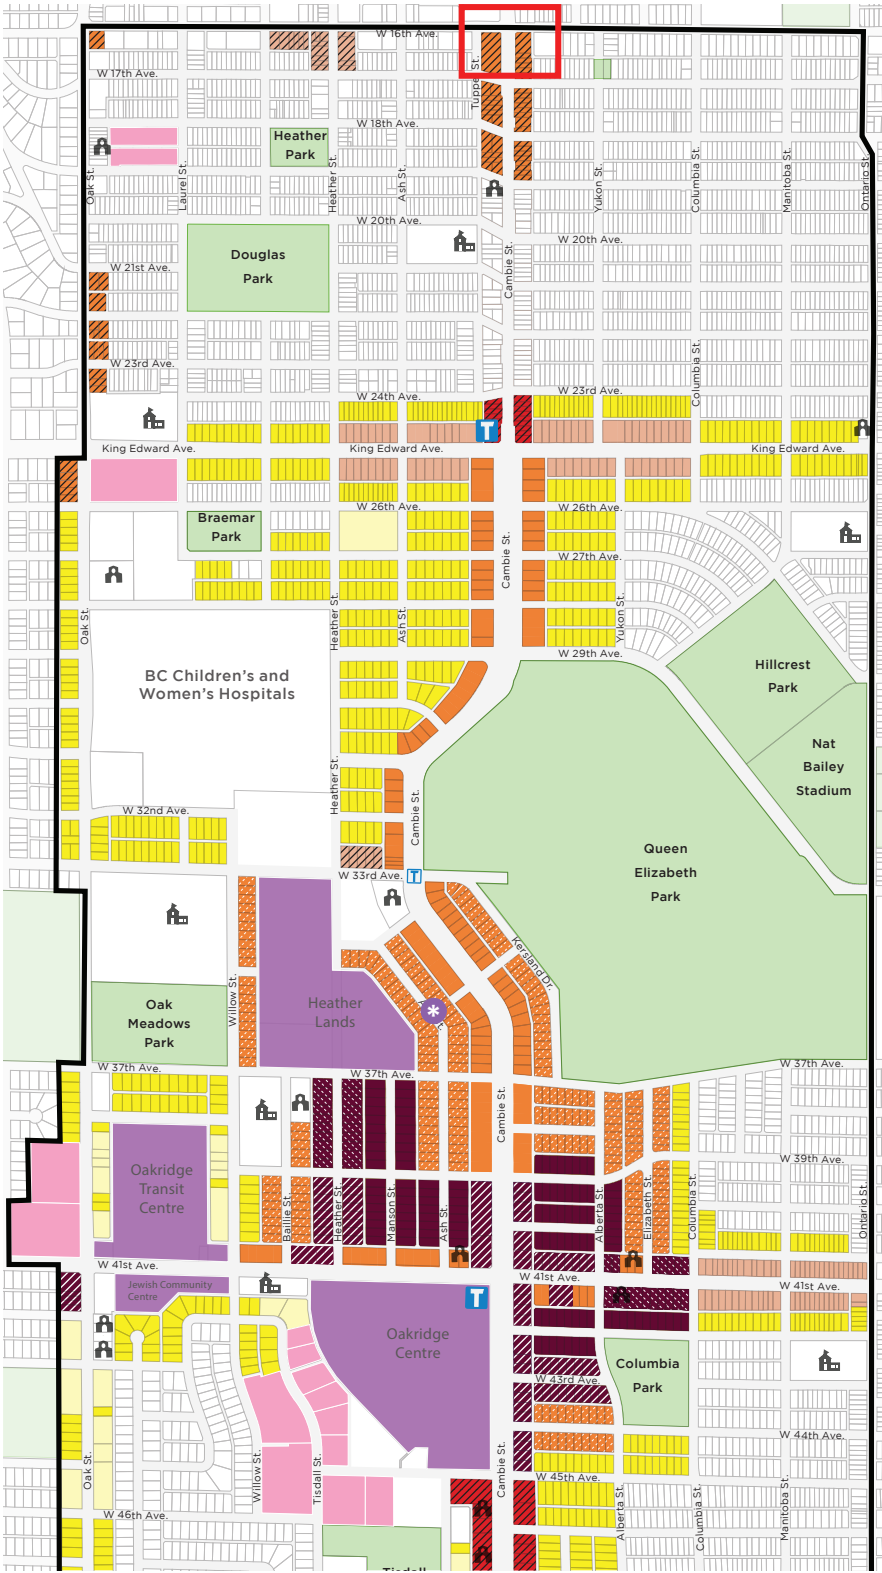 W 16th Ave.
W 17th Ave.
Tupper St.
W 18th Ave.
Heather
Park
Oak St.
Laurel St.
Heather St.
Ash St.
Yukon St.
Columbia St.
Manitoba St.
Ontario St.
W 20th Ave.
W 20th Ave.
Douglas
Park
Cambie St.
W 21st Ave.
W 23rd Ave.
Columbia St.
W 24th Ave.
W 23rd Ave.
T
King Edward Ave.
King Edward Ave.
King Edward Ave.
W 26th Ave.
W 26th Ave.
Braemar
Park
Cambie St.
W 27th Ave.
Oak St.
Heather St.
Ash St.
Yukon St.
W 29th Ave.
BC Children's and
Women's Hospitals
Hillcrest
Park
Nat
Bailey
Stadium
Heather St.
Cambie St.
W 32nd Ave.
Queen
Elizabeth
Park
W 33rd Ave.
T
Kersland Dr.
Willow St.
Heather
Lands
*
Oak
Meadows
Park
W 37th Ave.
W 37th Ave.
W 37th Ave.
Cambie St.
W 39th Ave.
Oakridge
Transit
Centre
Baillie St.
Heather St.
Manson St.
Ash St.
Alberta St.
Elizabeth St.
Columbia St.
Ontario St.
W 41st Ave.
W 41st Ave.
W 41st Ave.
Jewish Community
Centre
T
Oakridge
Centre
Columbia
Park
W 43rd Ave.
W 44th Ave.
Oak St.
Willow St.
Tisdall St.
Cambie St.
W 45th Ave.
Alberta St.
Columbia St.
Manitoba St.
W 46th Ave.